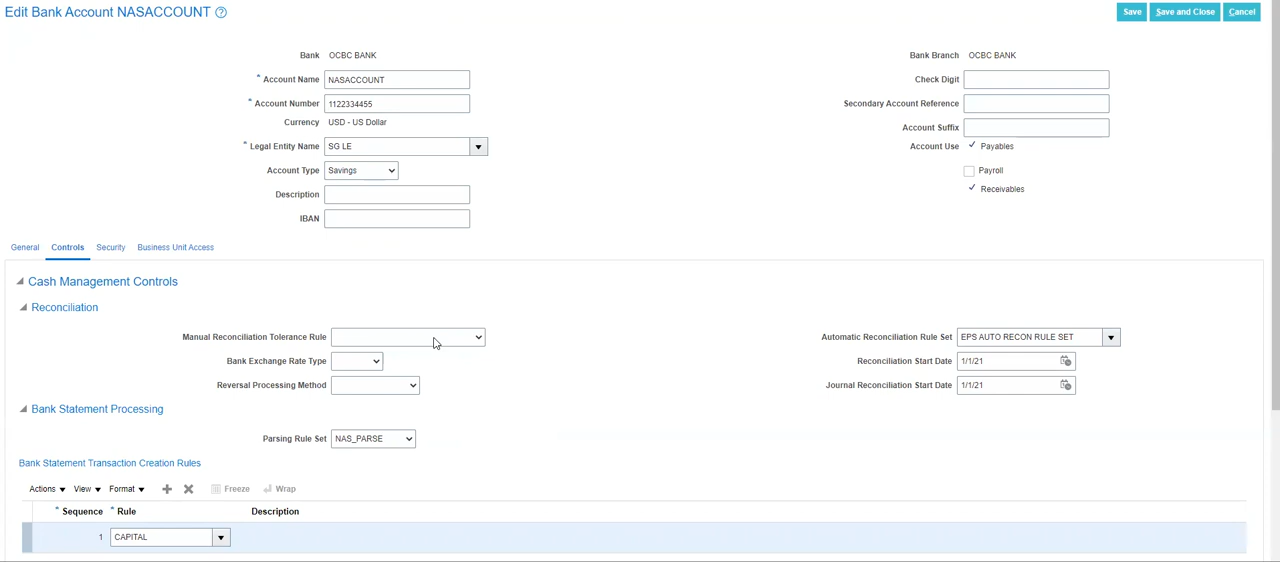 Edit Bank Account NASACCOUNT ?
Save Save and Close Cancel
Bank OCBC BANK
Bank Branch OCBC BANK
* Account Name NASACCOUNT
Check Digit
* Account Number 1122334455
Secondary Account Reference
Currency USD - US Dollar
Account Suffix
* Legal Entity Name SG LE
Account Use Payables
Account Type Savings
Payroll
Description
Receivables
IBAN
General Controls Security Business Unit Access
Cash Management Controls
Reconciliation
Manual Reconciliation Tolerance Rule
Automatic Reconciliation Rule Set EPS AUTO RECON RULE SET
Bank Exchange Rate Type
Reconciliation Start Date 1/1/21
Reversal Processing Method
Journal Reconciliation Start Date 1/1/21
Bank Statement Processing
Parsing Rule Set NAS_PARSE
Bank Statement Transaction Creation Rules
Actions View Format Freeze Wrap
* Sequence * Rule Description
1 CAPITAL